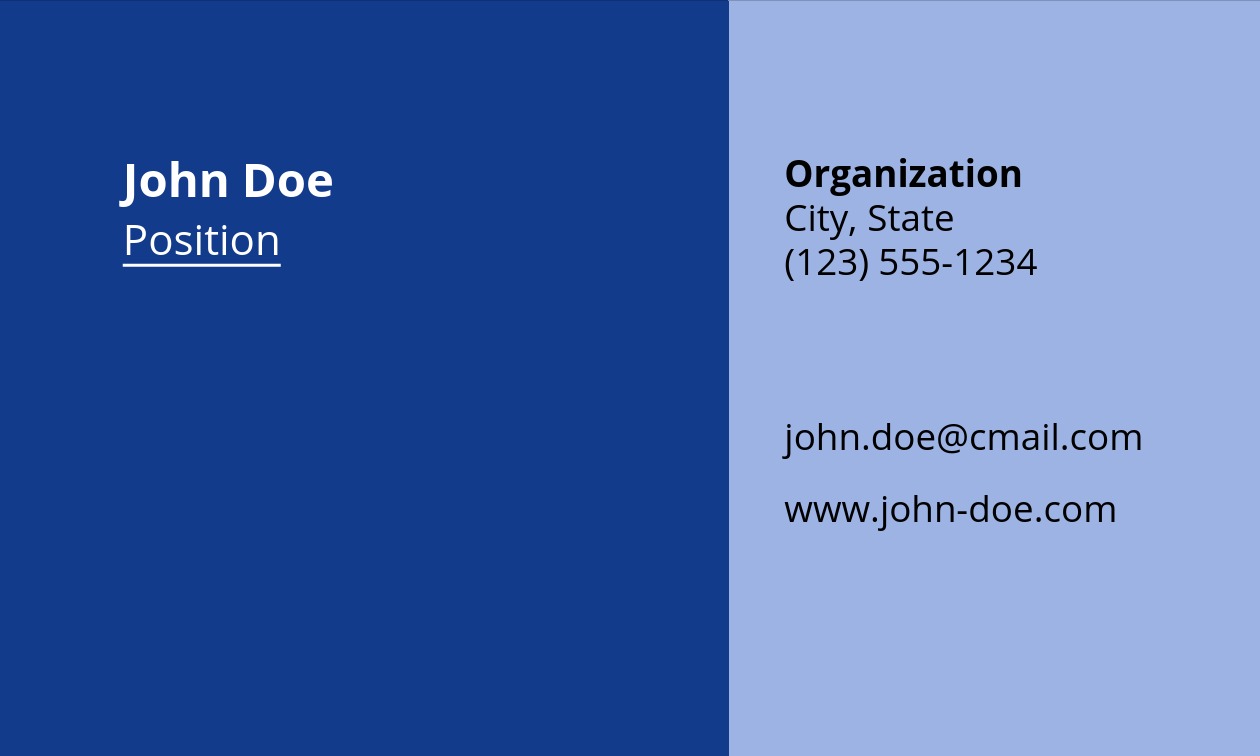 John Doe
Position
Organization
City, State
(123) 555-1234
john.doe@cmail.com
www.john-doe.com